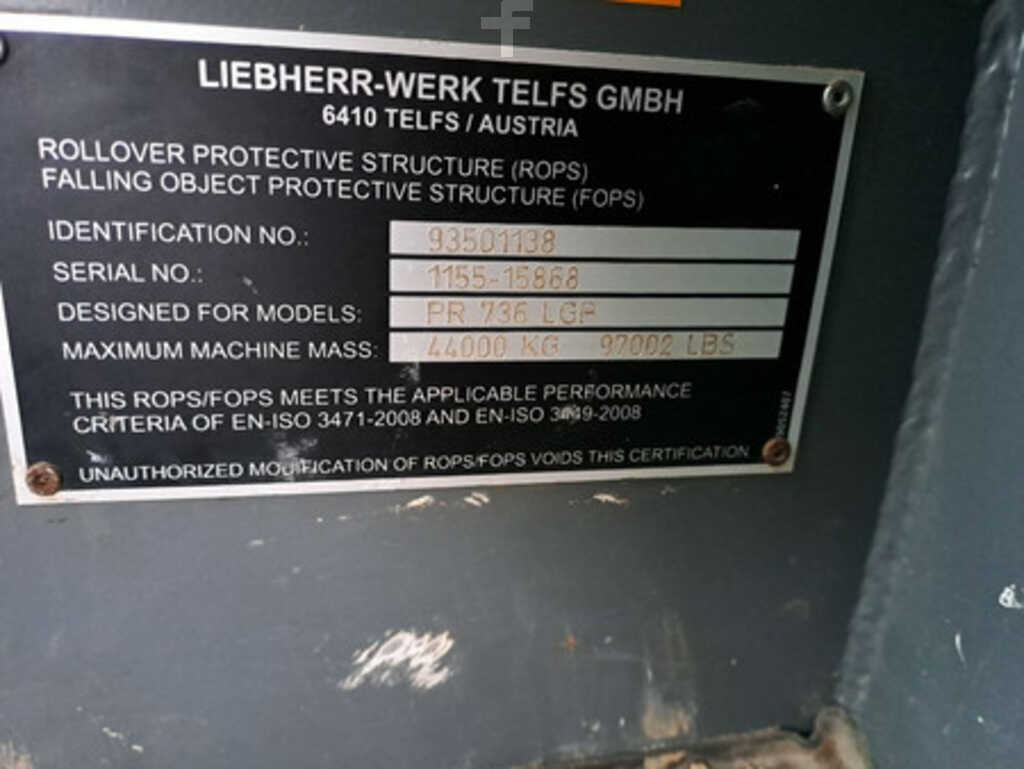 LIEBHERR-WERK TELFS GMBH
6410 TELFS / AUSTRIA
ROLLOVER PROTECTIVE STRUCTURE (ROPS)
FALLING OBJECT PROTECTIVE STRUCTURE (FOPS)
IDENTIFICATION NO.: 93501138
SERIAL NO.: 1155-15868
DESIGNED FOR MODELS: PR 736 LGP
MAXIMUM MACHINE MASS: 44000 KG 97002 LBS
THIS ROPS/FOPS MEETS THE APPLICABLE PERFORMANCE
CRITERIA OF EN-ISO 3471-2008 AND EN-ISO 3449-2008
UNAUTHORIZED MODIFICATION OF ROPS/FOPS VOIDS THIS CERTIFICATION